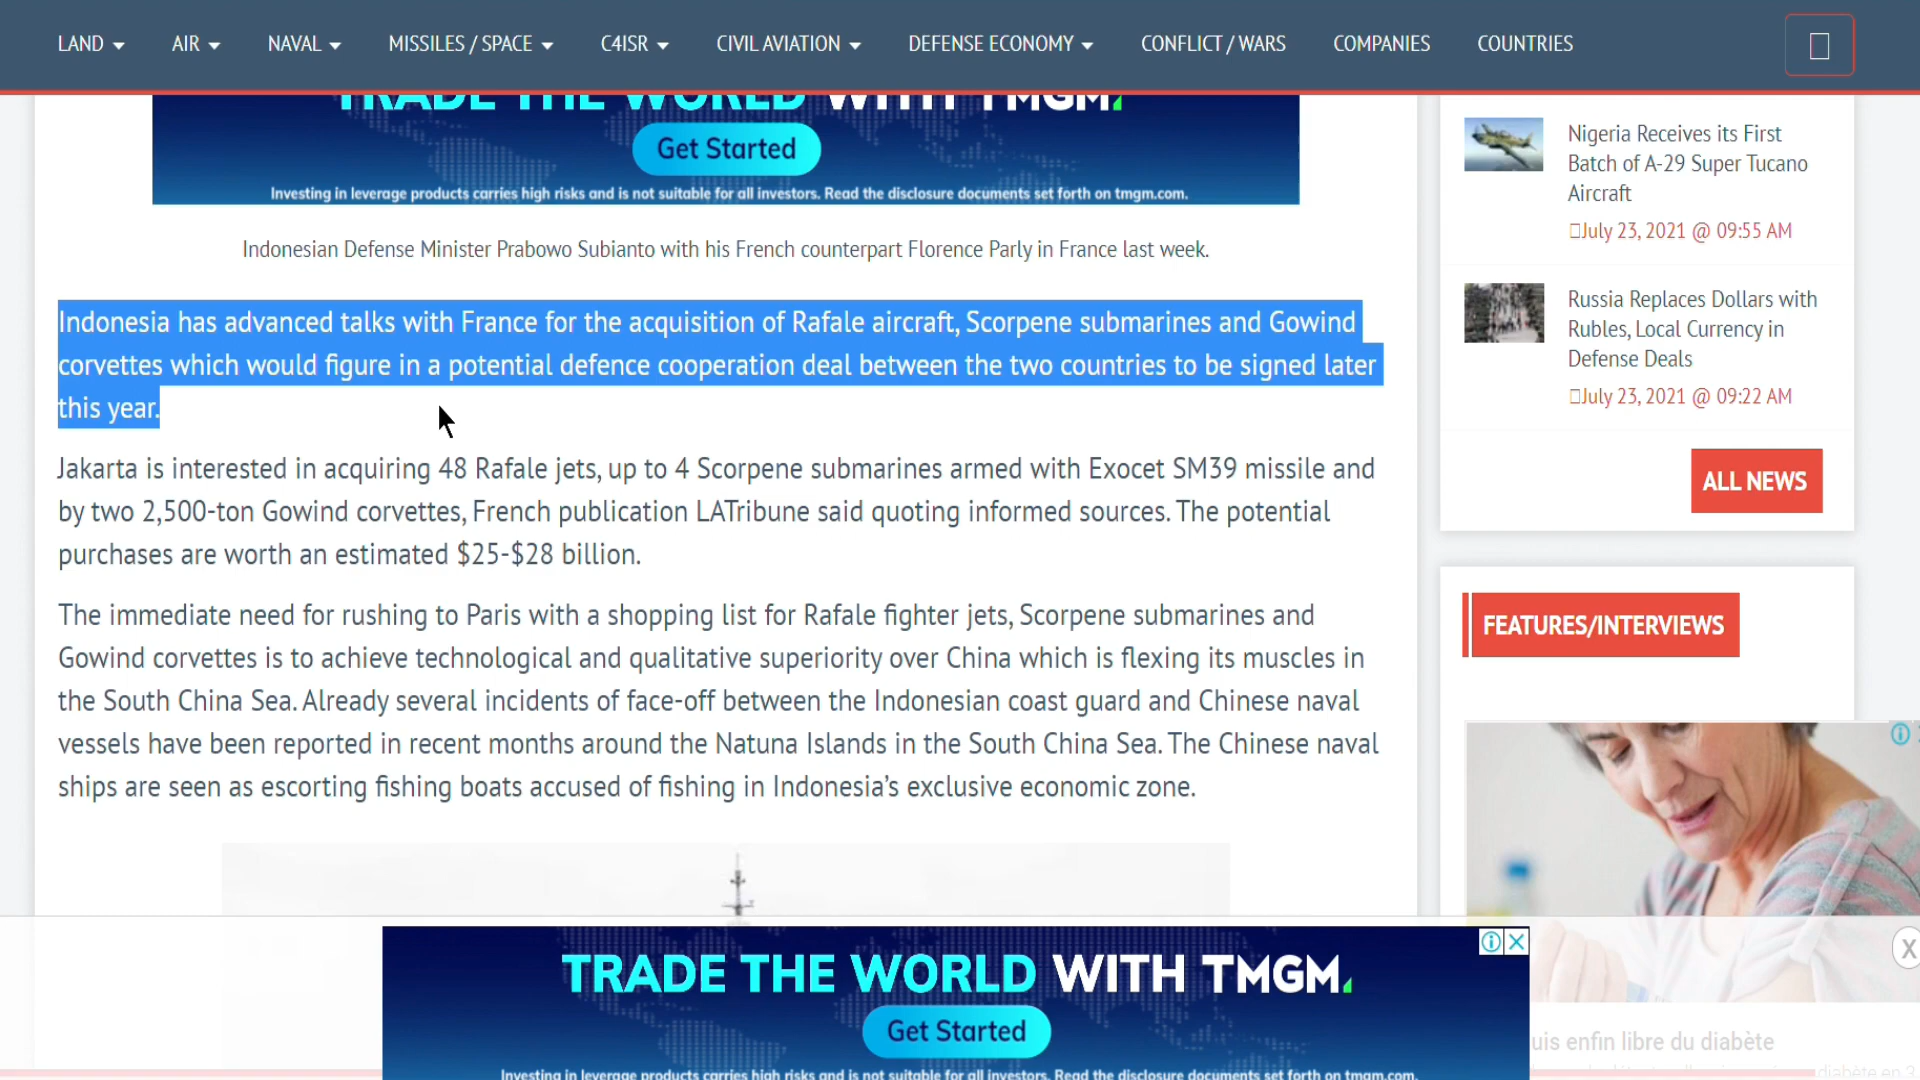 LAND
AIR
NAVAL
MISSILES / SPACE
C4ISR
CIVIL AVIATION
DEFENSE ECONOMY
CONFLICT / WARS
COMPANIES
COUNTRIES
TRADE THE WORLD WITH TMGM
Get Started
Investing in leverage products carries high risks and is not suitable for all investors. Read the disclosure documents set forth on tmgm.com.
Indonesian Defense Minister Prabowo Subianto with his French counterpart Florence Parly in France last week.
Indonesia has advanced talks with France for the acquisition of Rafale aircraft, Scorpene submarines and Gowind
corvettes which would figure in a potential defence cooperation deal between the two countries to be signed later
this year.
Jakarta is interested in acquiring 48 Rafale jets, up to 4 Scorpene submarines armed with Exocet SM39 missile and
by two 2,500-ton Gowind corvettes, French publication LATribune said quoting informed sources. The potential
purchases are worth an estimated $25-$28 billion.
The immediate need for rushing to Paris with a shopping list for Rafale fighter jets, Scorpene submarines and
Gowind corvettes is to achieve technological and qualitative superiority over China which is flexing its muscles in
the South China Sea. Already several incidents of face-off between the Indonesian coast guard and Chinese naval
vessels have been reported in recent months around the Natuna Islands in the South China Sea. The Chinese naval
ships are seen as escorting fishing boats accused of fishing in Indonesia's exclusive economic zone.
Nigeria Receives its First
Batch of A-29 Super Tucano
Aircraft
July 23, 2021 @ 09:55 AM
Russia Replaces Dollars with
Rubles, Local Currency in
Defense Deals
July 23, 2021 @ 09:22 AM
ALL NEWS
FEATURES/INTERVIEWS
TRADE THE WORLD WITH TMGM
Get Started
Investing in leverage products carries high risks and is not suitable for all investors. Read the disclosure documents set forth on tmgm.com.
X
uis enfin libre du diabète